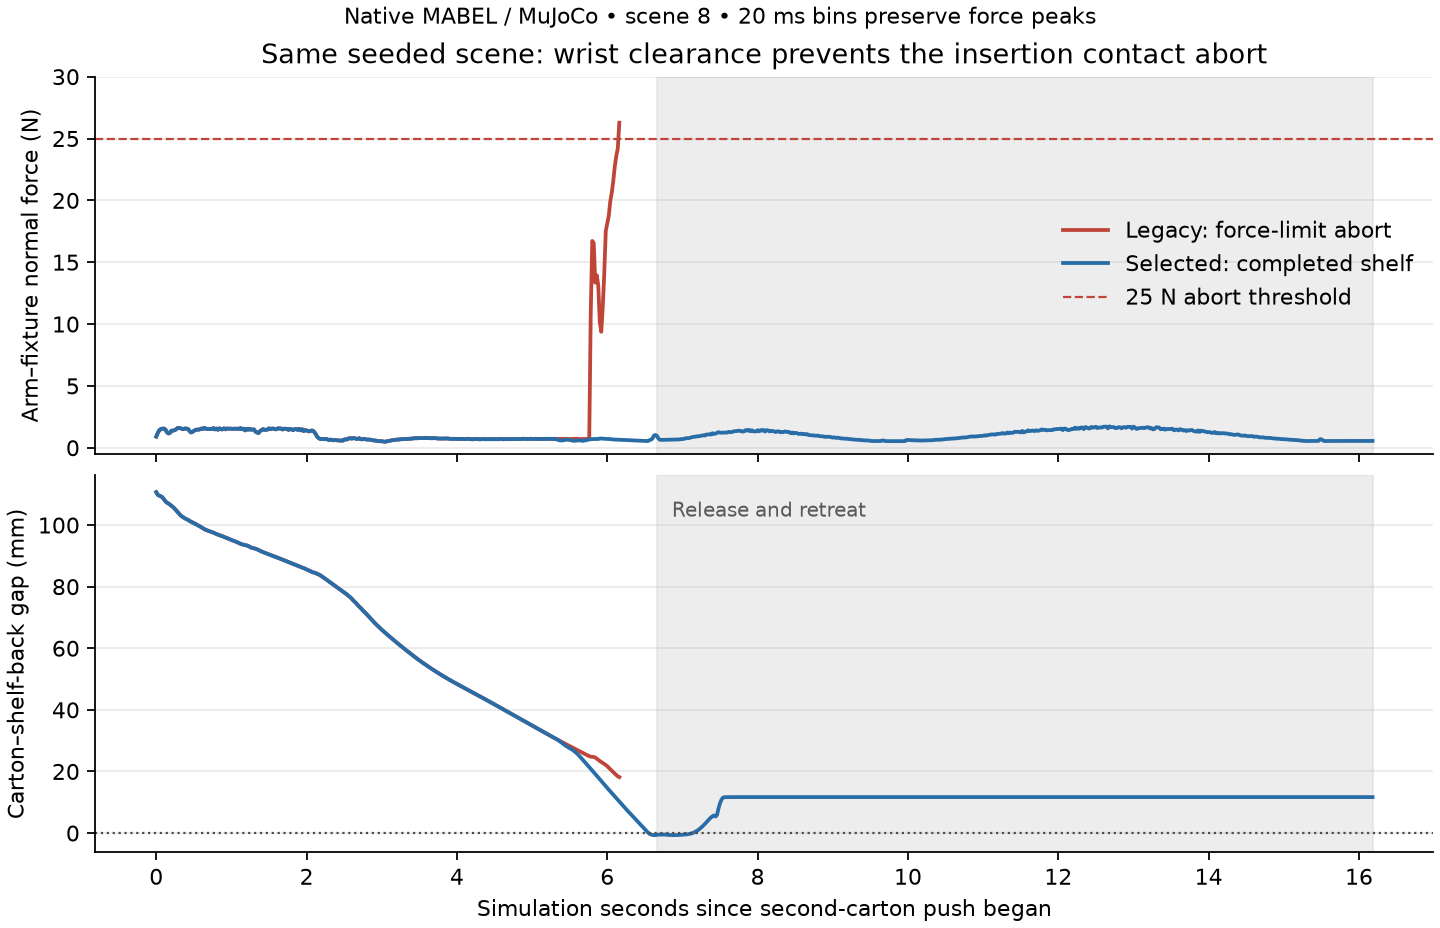 Native MABEL / MuJoCo • scene 8 • 20 ms bins preserve force peaks
Same seeded scene: wrist clearance prevents the insertion contact abort
Arm–fixture normal force (N)
30
25
20
15
10
5
0
Legacy: force-limit abort
Selected: completed shelf
25 N abort threshold
Carton–shelf-back gap (mm)
100
80
60
40
20
0
Release and retreat
0 2 4 6 8 10 12 14 16
Simulation seconds since second-carton push began